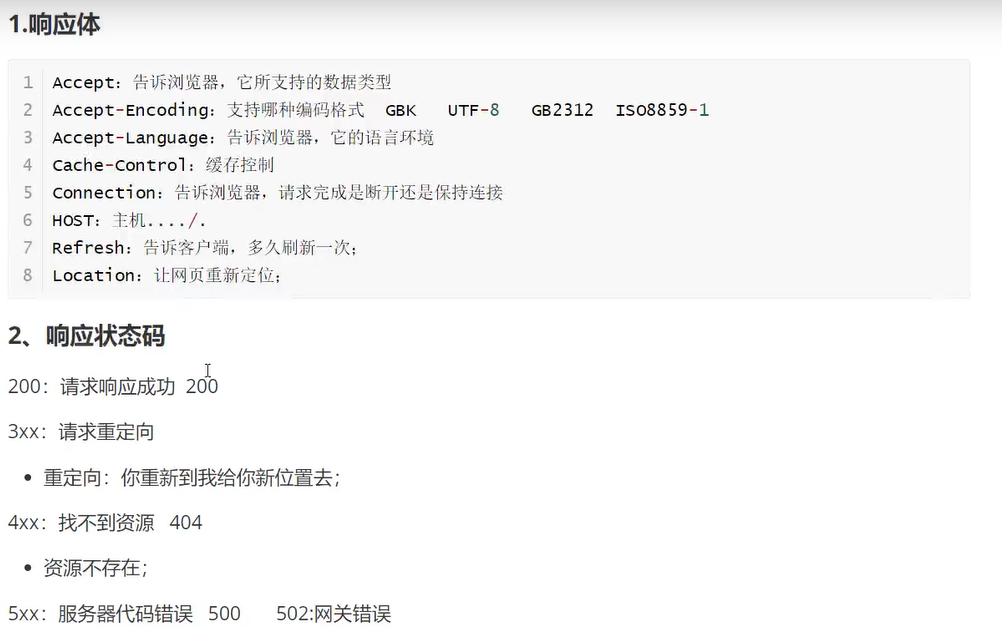 1.响应体
1 Accept：告诉浏览器，它所支持的数据类型
2 Accept-Encoding：支持哪种编码格式  GBK   UTF-8   GB2312  ISO8859-1
3 Accept-Language：告诉浏览器，它的语言环境
4 Cache-Control：缓存控制
5 Connection：告诉浏览器，请求完成是断开还是保持连接
6 HOST：主机..../.
7 Refresh：告诉客户端，多久刷新一次；
8 Location：让网页重新定位；
2、响应状态码
200：请求响应成功  200
3xx：请求重定向
• 重定向：你重新到我给你新位置去；
4xx：找不到资源   404
• 资源不存在；
5xx：服务器代码错误   500      502:网关错误